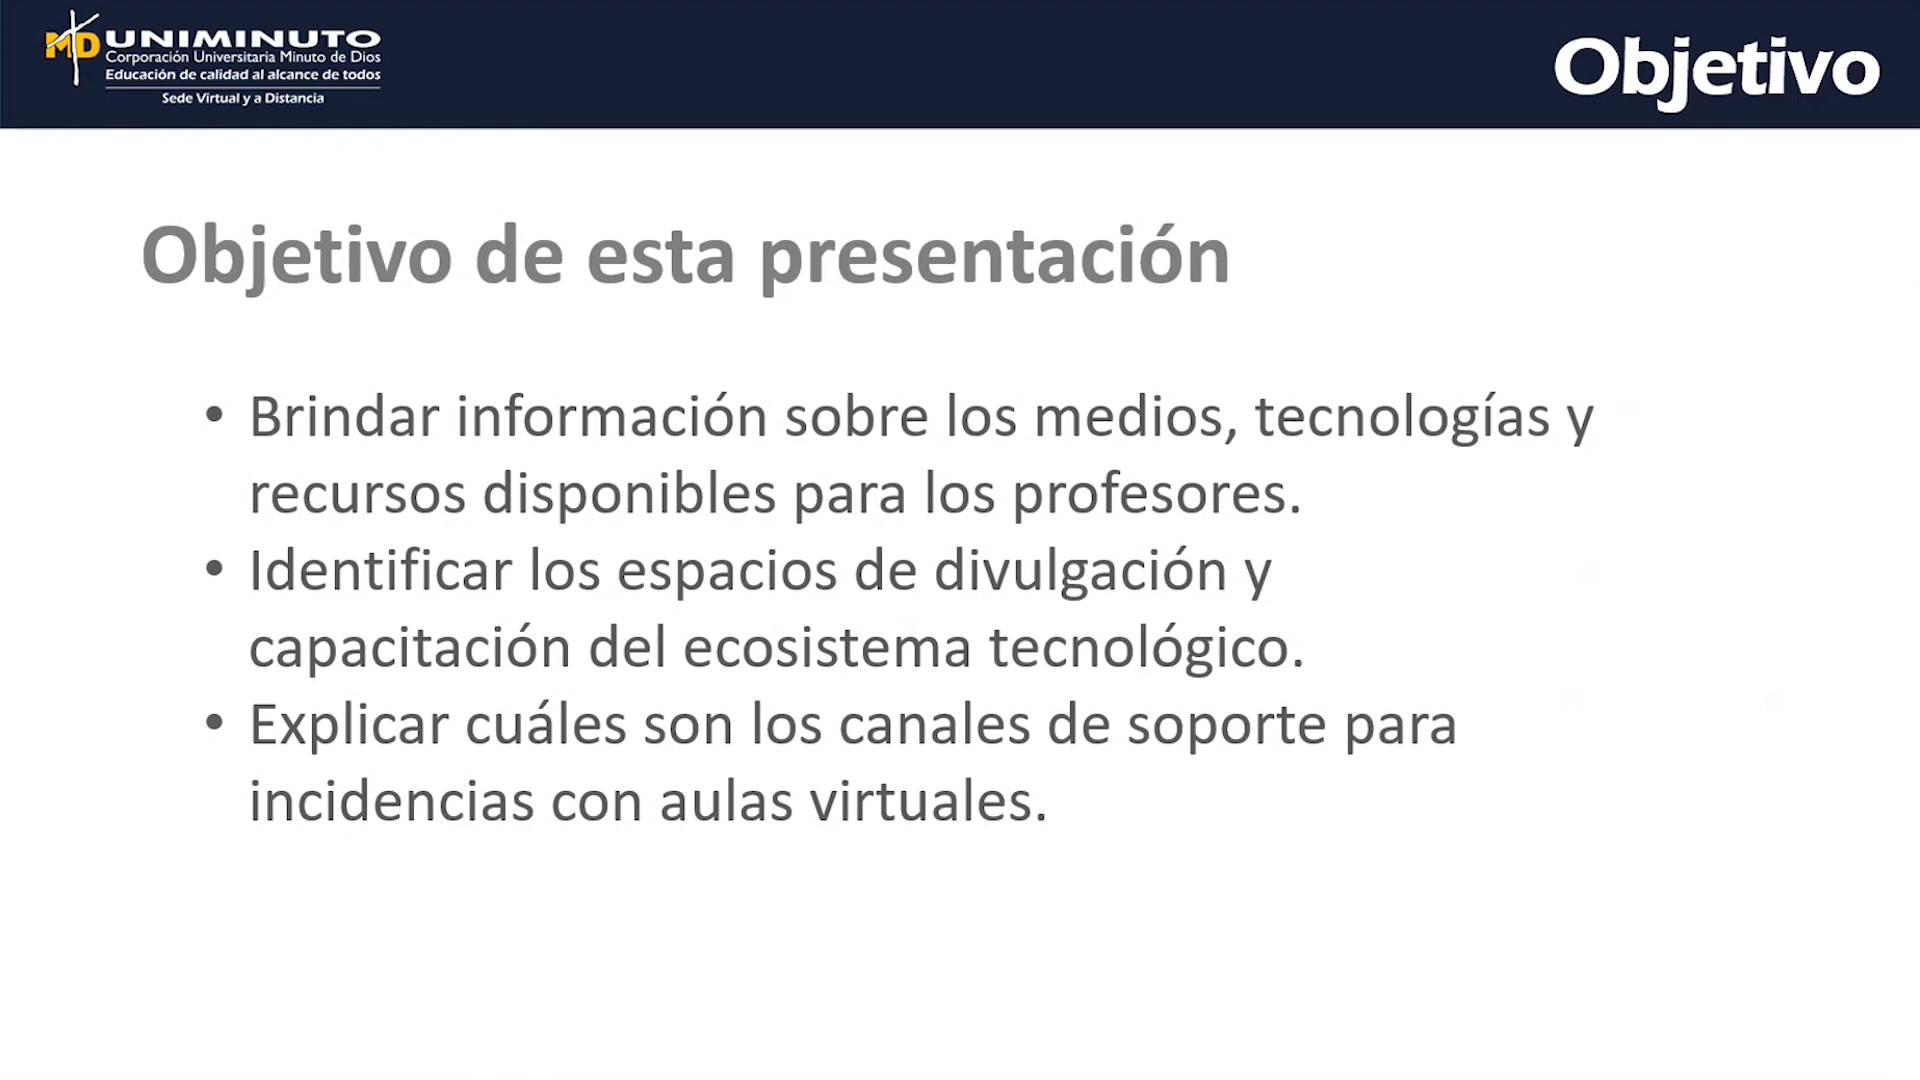 MD UNIMINUTO
Corporación Universitaria Minuto de Dios
Educación de calidad al alcance de todos
Sede Virtual y a Distancia
Objetivo
Objetivo de esta presentación
• Brindar información sobre los medios, tecnologías y
recursos disponibles para los profesores.
• Identificar los espacios de divulgación y
capacitación del ecosistema tecnológico.
• Explicar cuáles son los canales de soporte para
incidencias con aulas virtuales.